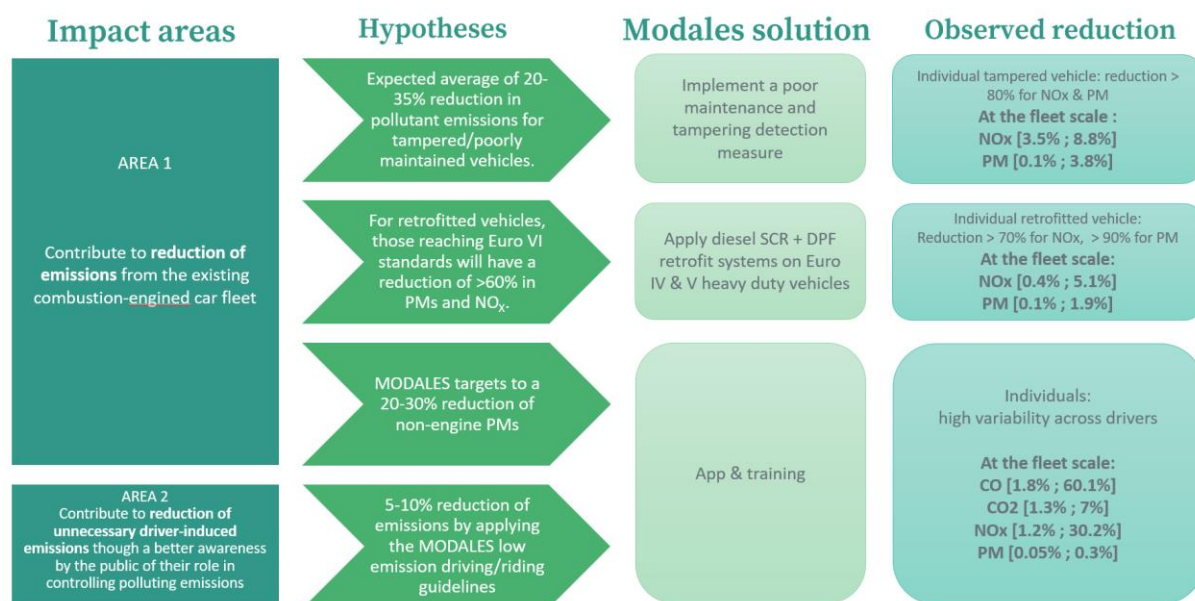 Impact areas
Hypotheses
Modales solution
Observed reduction
AREA 1
Contribute to reduction of
emissions from the existing
combustion-engined car fleet
Expected average of 20-
35% reduction in
pollutant emissions for
tampered/poorly
maintained vehicles.
Implement a poor
maintenance and
tampering detection
measure
Individual tampered vehicle: reduction >
80% for NOx & PM
At the fleet scale :
NOx [3.5% ; 8.8%]
PM [0.1% ; 3.8%]
For retrofitted vehicles,
those reaching Euro VI
standards will have a
reduction of >60% in
PMs and NOx.
Apply diesel SCR + DPF
retrofit systems on Euro
IV & V heavy duty vehicles
Individual retrofitted vehicle:
Reduction > 70% for NOx, > 90% for PM
At the fleet scale:
NOx [0.4% ; 5.1%]
PM [0.1% ; 1.9%]
MODALES targets to a
20-30% reduction of
non-engine PMs
App & training
Individuals:
high variability across drivers
At the fleet scale:
CO [1.8% ; 60.1%]
CO2 [1.3% ; 7%]
NOx [1.2% ; 30.2%]
PM [0.05% ; 0.3%]
AREA 2
Contribute to reduction of
unnecessary driver-induced
emissions though a better awareness
by the public of their role in
controlling polluting emissions
5-10% reduction of
emissions by applying
the MODALES low
emission driving/riding
guidelines